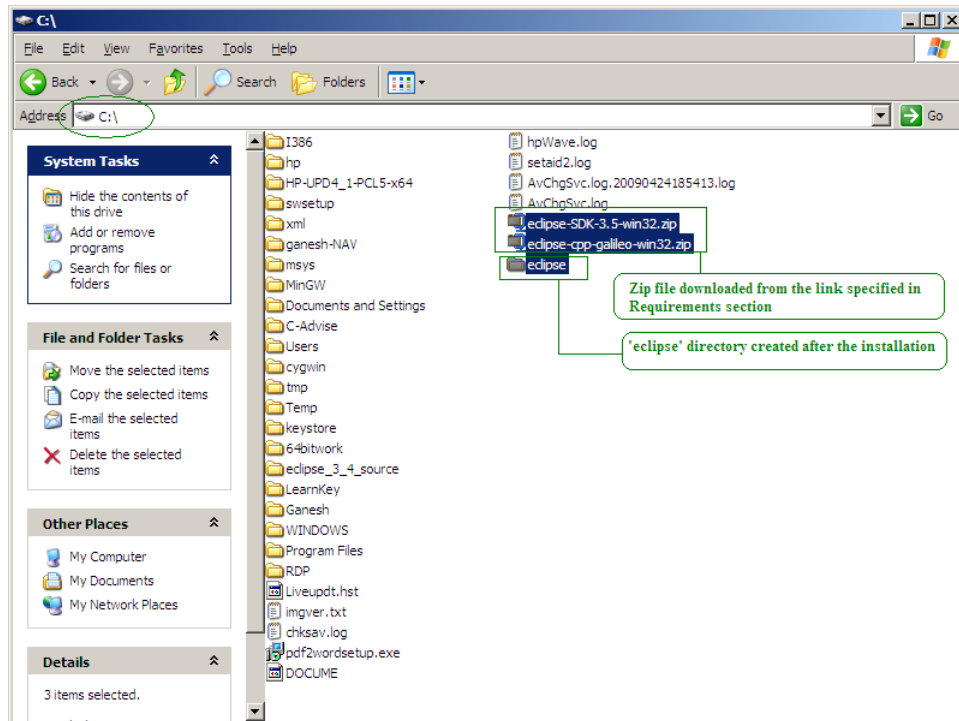 C:\
File Edit View Favorites Tools Help
Back Search Folders
Address C:\ Go
System Tasks
Hide the contents of
this drive
Add or remove
programs
Search for files or
folders
File and Folder Tasks
Move the selected items
Copy the selected items
E-mail the selected
items
Delete the selected
items
Other Places
My Computer
My Documents
My Network Places
Details
3 items selected.
I386
hp
HP-UPD4_1-PCL5-x64
swsetup
xml
ganesh-NAV
msys
MinGW
Documents and Settings
C-Advise
Users
cygwin
tmp
Temp
keystore
64bitwork
eclipse_3_4_source
LearnKey
Ganesh
WINDOWS
Program Files
RDP
Liveupdt.hst
imgver.txt
chksav.log
pdf2wordsetup.exe
DOCUME
hpWave.log
setaid2.log
AvChgSvc.log.20090424185413.log
AvChgSvc.log
eclipse-SDK-3.5-win32.zip
eclipse-cpp-galileo-win32.zip
eclipse
Zip file downloaded from the link specified in
Requirements section
'eclipse' directory created after the installation